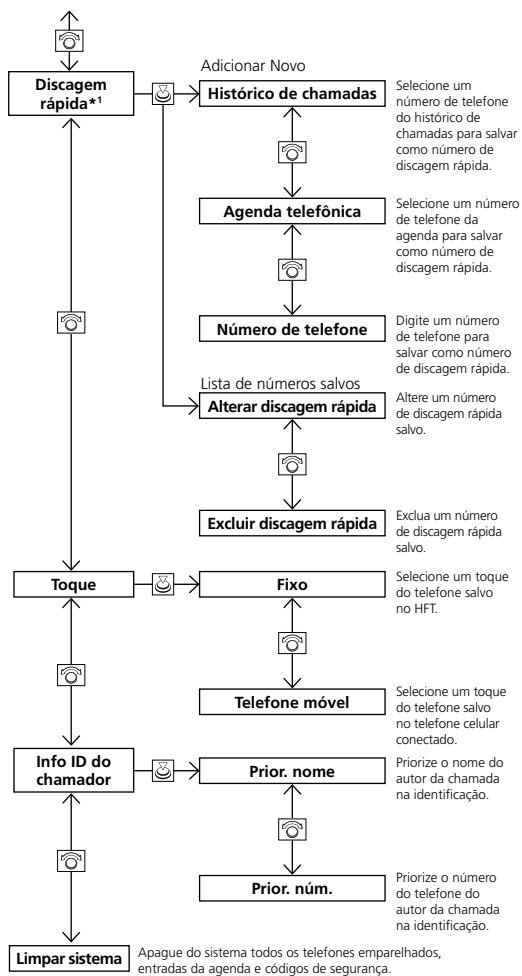 Discagem
rápida*1
Adicionar Novo
Histórico de chamadas
Selecione um
número de telefone
do histórico de
chamadas para salvar
como número de
discagem rápida.
Agenda telefônica
Selecione um número
de telefone da
agenda para salvar
como número de
discagem rápida.
Número de telefone
Digite um número
de telefone para
salvar como número
de discagem rápida.
Lista de números salvos
Alterar discagem rápida
Altere um número
de discagem rápida
salvo.
Excluir discagem rápida
Exclua um número
de discagem rápida
salvo.
Toque
Fixo
Selecione um toque
do telefone salvo
no HFT.
Telefone móvel
Selecione um toque
do telefone salvo
no telefone celular
conectado.
Info ID do
chamador
Prior. nome
Priorize o nome do
autor da chamada
na identificação.
Prior. núm.
Priorize o número
do telefone do
autor da chamada
na identificação.
Limpar sistema
Apague do sistema todos os telefones emparelhados,
entradas da agenda e códigos de segurança.